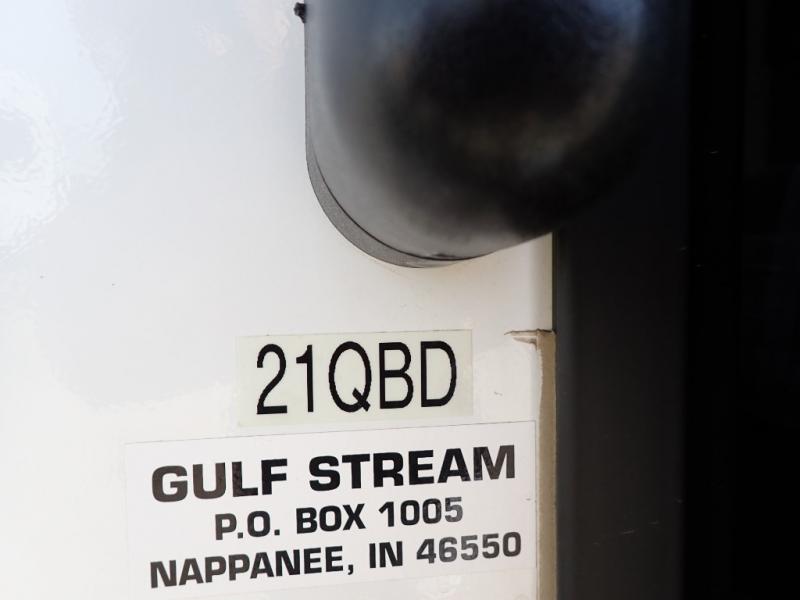 21QBD
GULF STREAM
P.O. BOX 1005
NAPPANEE, IN 46550